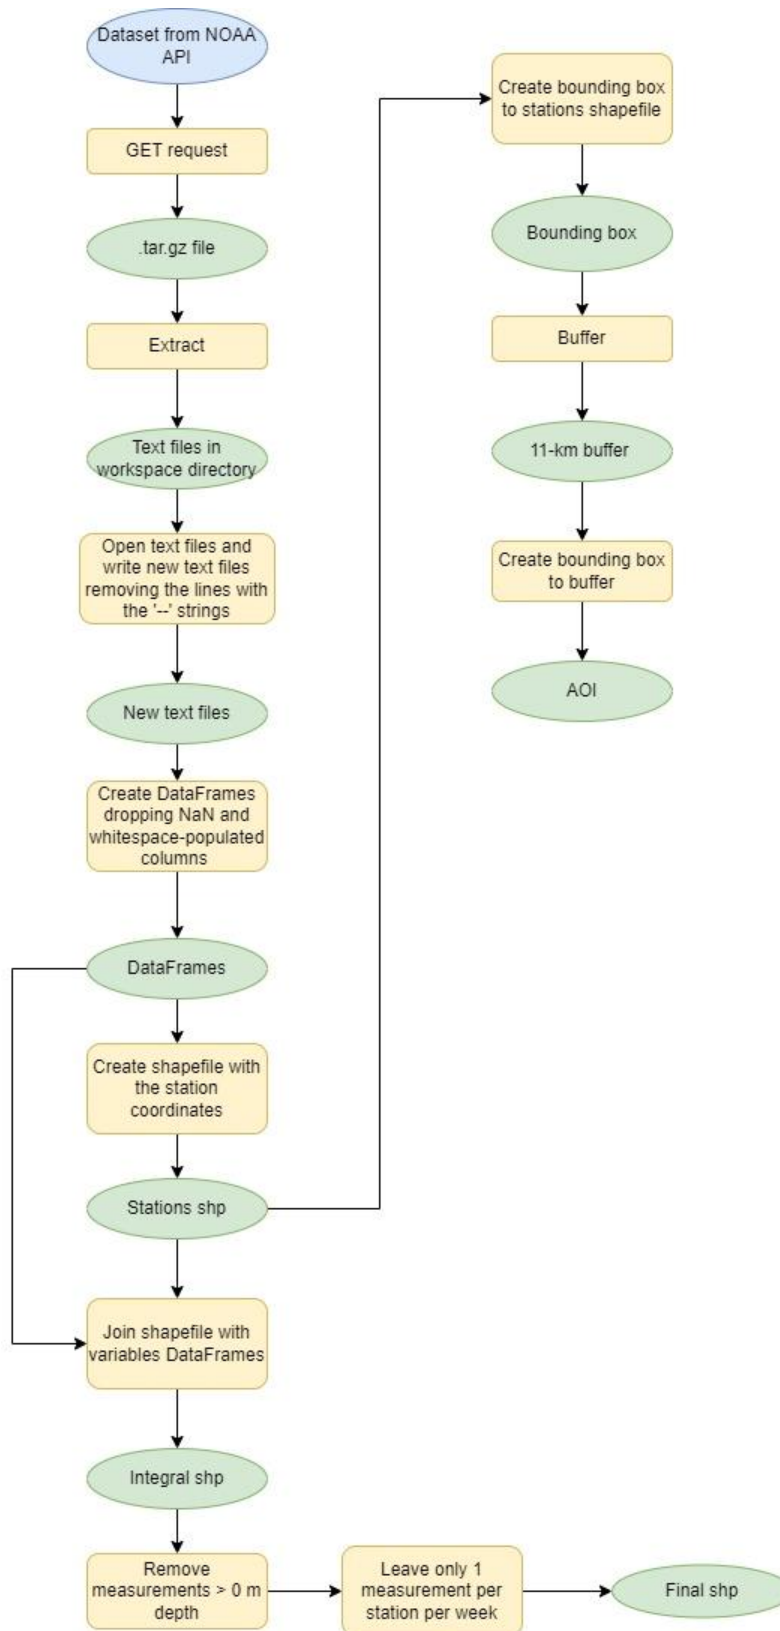 Dataset from NOAA
API
GET request
.tar.gz file
Extract
Text files in
workspace directory
Open text files and
write new text files
removing the lines with
the '--' strings
New text files
Create DataFrames
dropping NaN and
whitespace-populated
columns
DataFrames
Create shapefile with
the station
coordinates
Stations shp
Join shapefile with
variables DataFrames
Integral shp
Remove
measurements > 0 m
depth
Leave only 1
measurement per
station per week
Final shp
Create bounding box
to stations shapefile
Bounding box
Buffer
11-km buffer
Create bounding box
to buffer
AOI